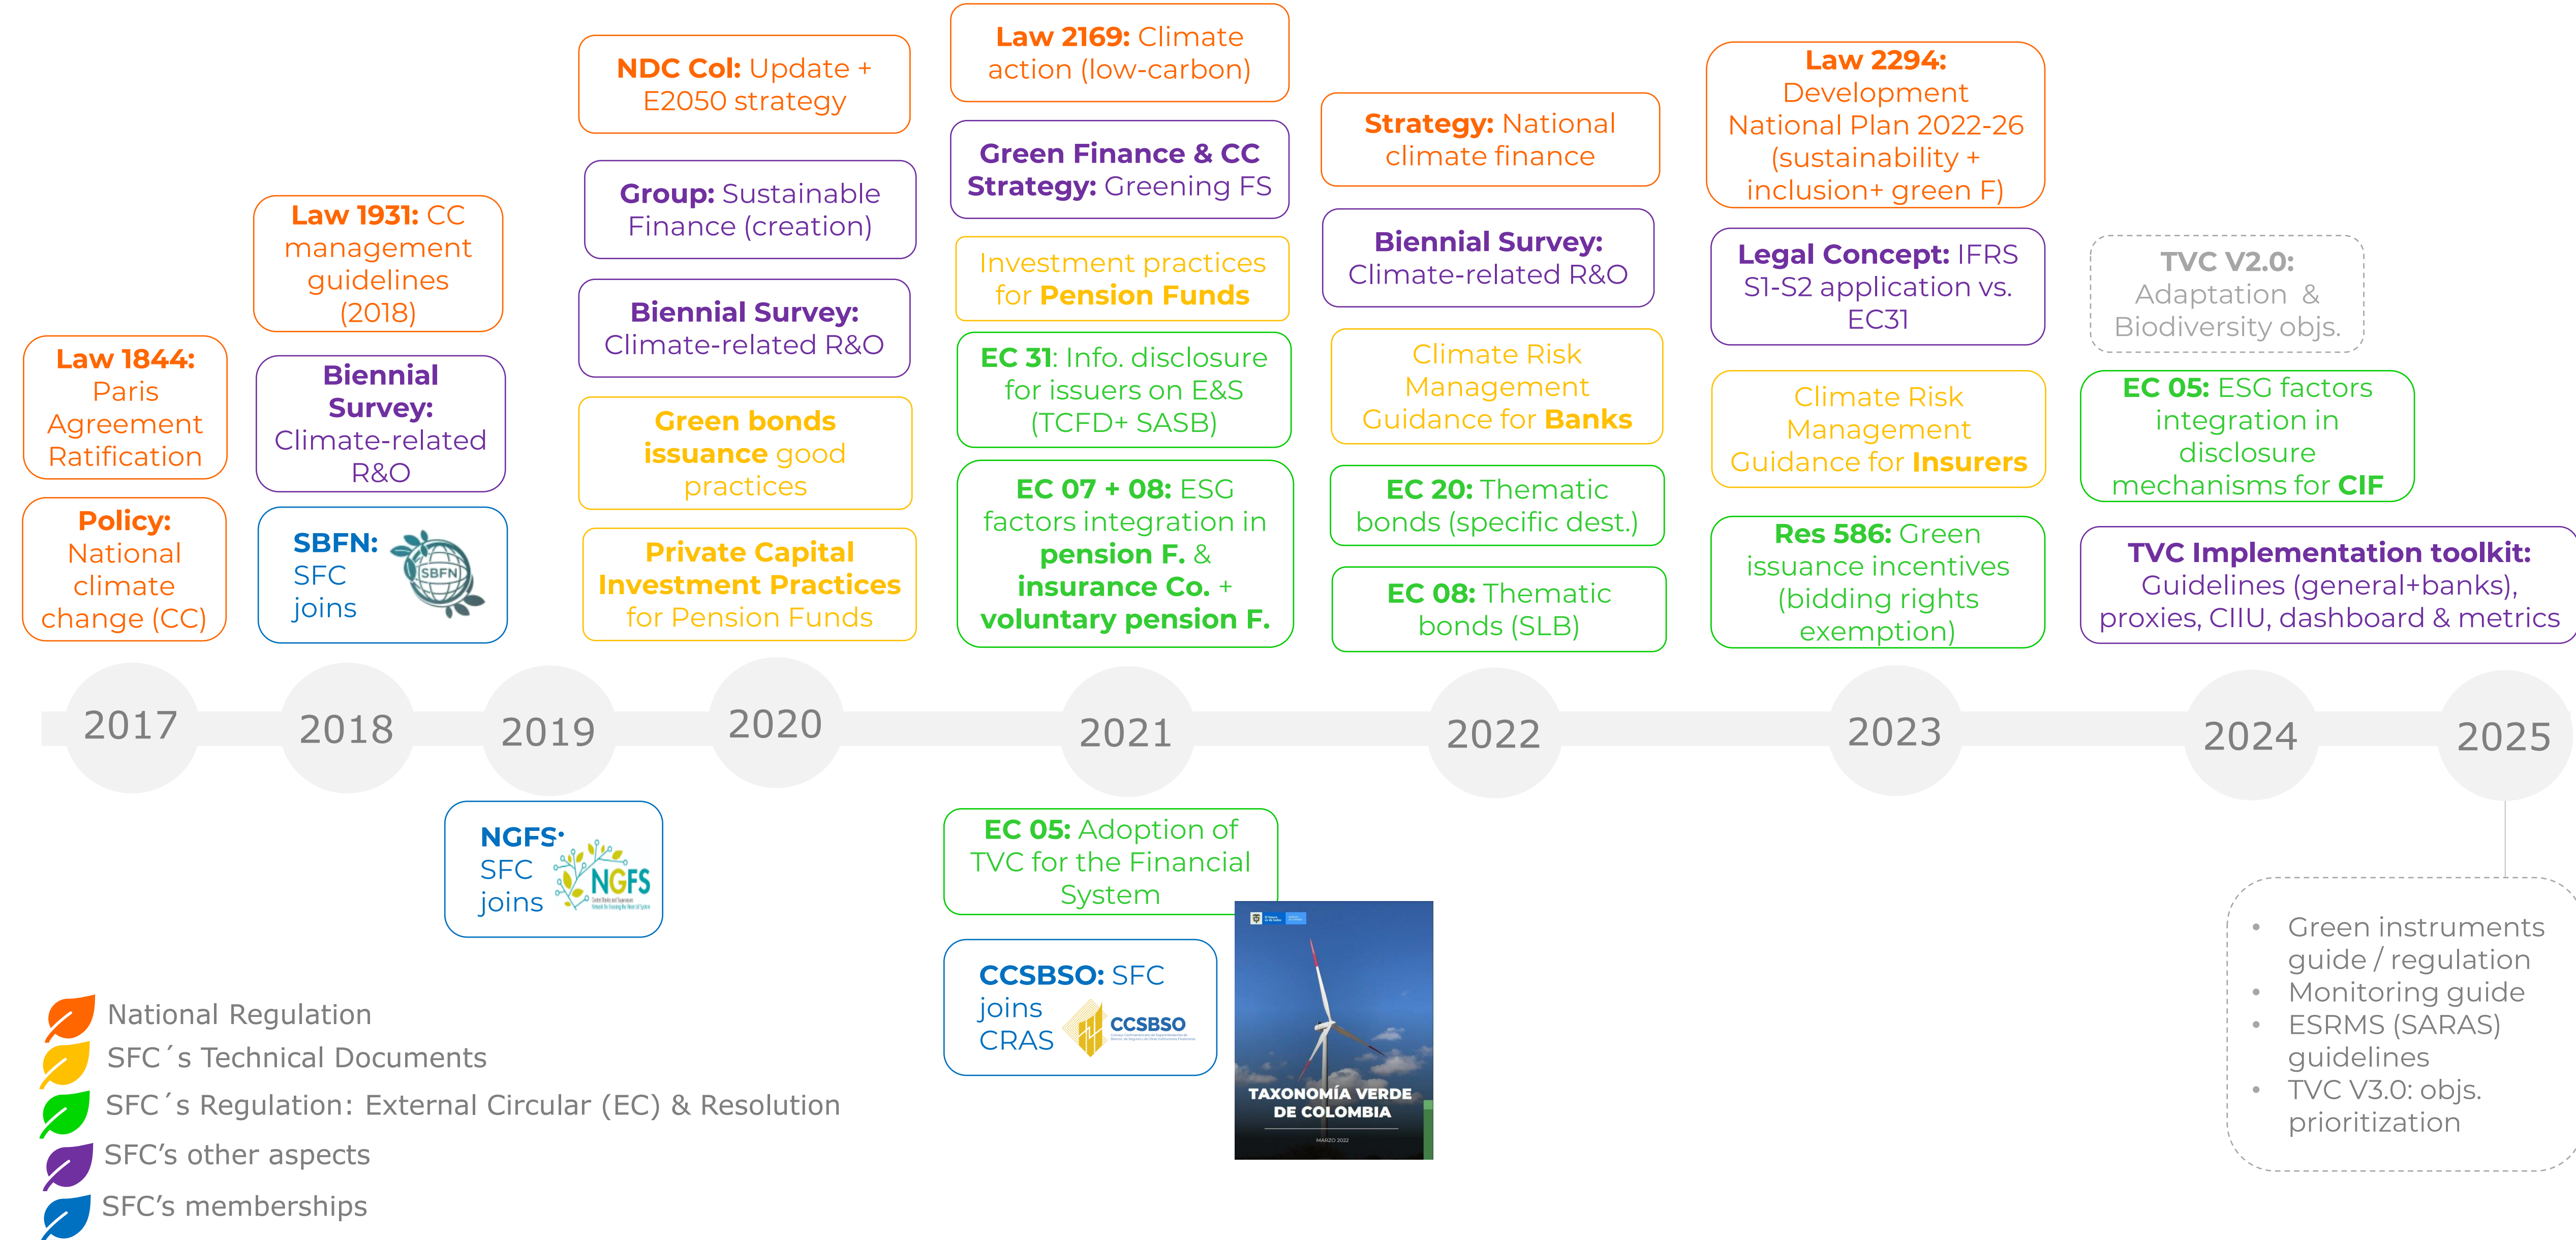 Law 1844:
Paris
Agreement
Ratification
Policy:
National
climate
change (CC)
Law 1931: CC
management
guidelines
(2018)
Biennial
Survey:
Climate-related
R&O
SBFN:
SFC
joins
SBFN
NDC Col: Update +
E2050 strategy
Group: Sustainable
Finance (creation)
Biennial Survey:
Climate-related R&O
Green bonds
issuance good
practices
Private Capital
Investment Practices
for Pension Funds
Law 2169: Climate
action (low-carbon)
Green Finance & CC
Strategy: Greening FS
Investment practices
for Pension Funds
EC 31: Info. disclosure
for issuers on E&S
(TCFD+ SASB)
EC 07 + 08: ESG
factors integration in
pension F. &
insurance Co. +
voluntary pension F.
Strategy: National
climate finance
Biennial Survey:
Climate-related R&O
Climate Risk
Management
Guidance for Banks
EC 20: Thematic
bonds (specific dest.)
EC 08: Thematic
bonds (SLB)
Law 2294:
Development
National Plan 2022-26
(sustainability +
inclusion+ green F)
Legal Concept: IFRS
S1-S2 application vs.
EC31
Climate Risk
Management
Guidance for Insurers
Res 586: Green
issuance incentives
(bidding rights
exemption)
TVC V2.0:
Adaptation &
Biodiversity objs.
EC 05: ESG factors
integration in
disclosure
mechanisms for CIF
TVC Implementation toolkit:
Guidelines (general+banks),
proxies, CIIU, dashboard & metrics
2017
2018
2019
2020
2021
2022
2023
2024
2025
NGFS:
SFC
joins
NGFS
EC 05: Adoption of
TVC for the Financial
System
CCSBSO: SFC
joins
CRAS
CCSBSO
TAXONOMÍA VERDE
DE COLOMBIA
MARZO 2022
• Green instruments
guide / regulation
• Monitoring guide
• ESRMS (SARAS)
guidelines
• TVC V3.0: objs.
prioritization
National Regulation
SFC´s Technical Documents
SFC´s Regulation: External Circular (EC) & Resolution
SFC's other aspects
SFC's memberships